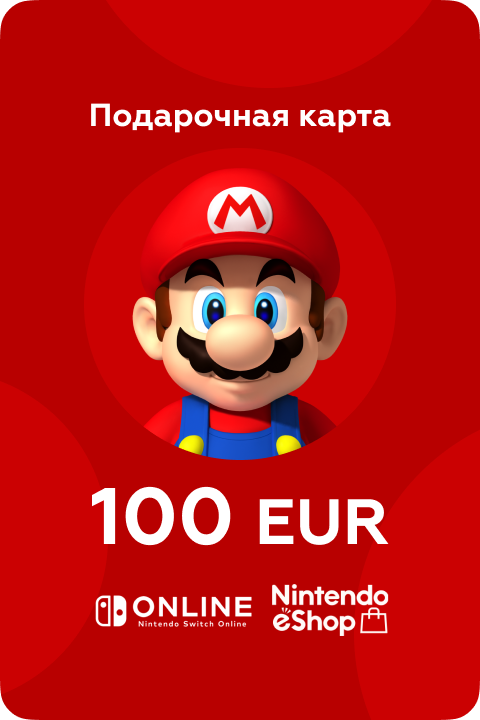 Подарочная карта
M
100 EUR
ONLINE
Nintendo Switch Online
Nintendo
eShop